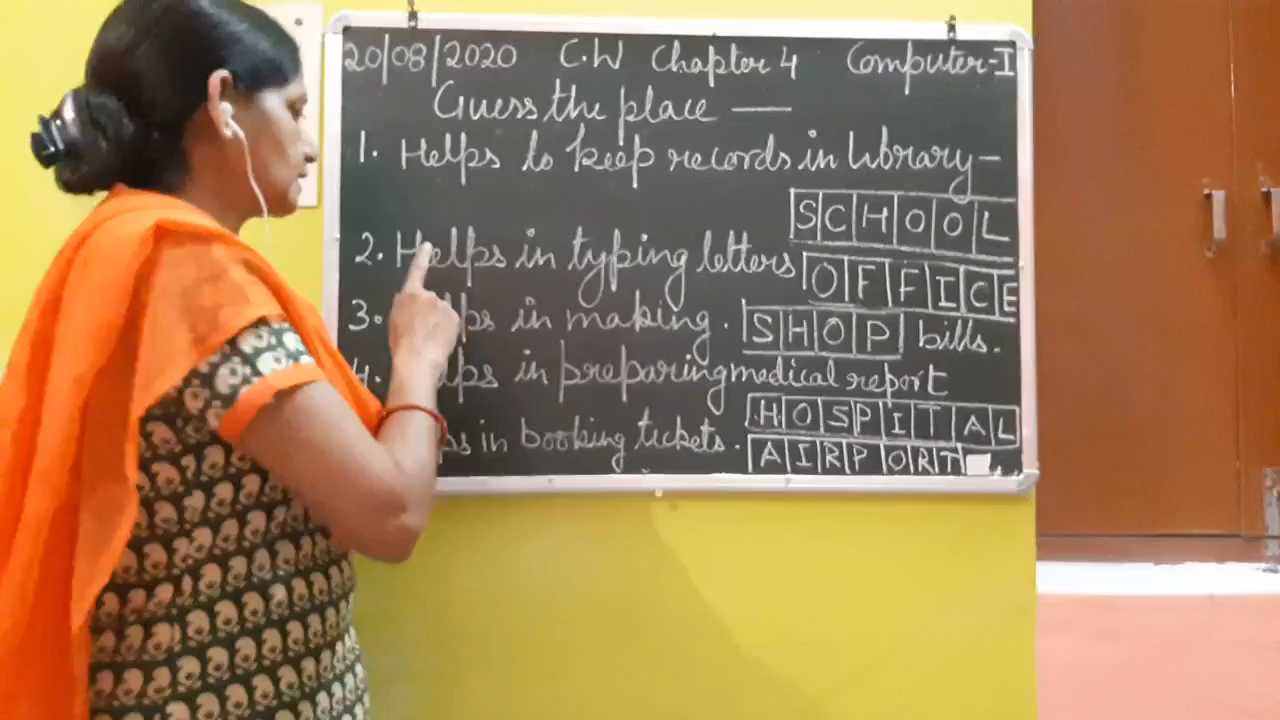 20/08/2020 C.W Chapter 4 Computer-I
Guess the place —
1. Helps to keep records in library-
SCHOOL
2. Helps in typing letters OFFICE
3. Helps in making. SHOP bills.
4. Helps in preparing medical report
HOSPITAL
ps in booking tickets. AIRPORT